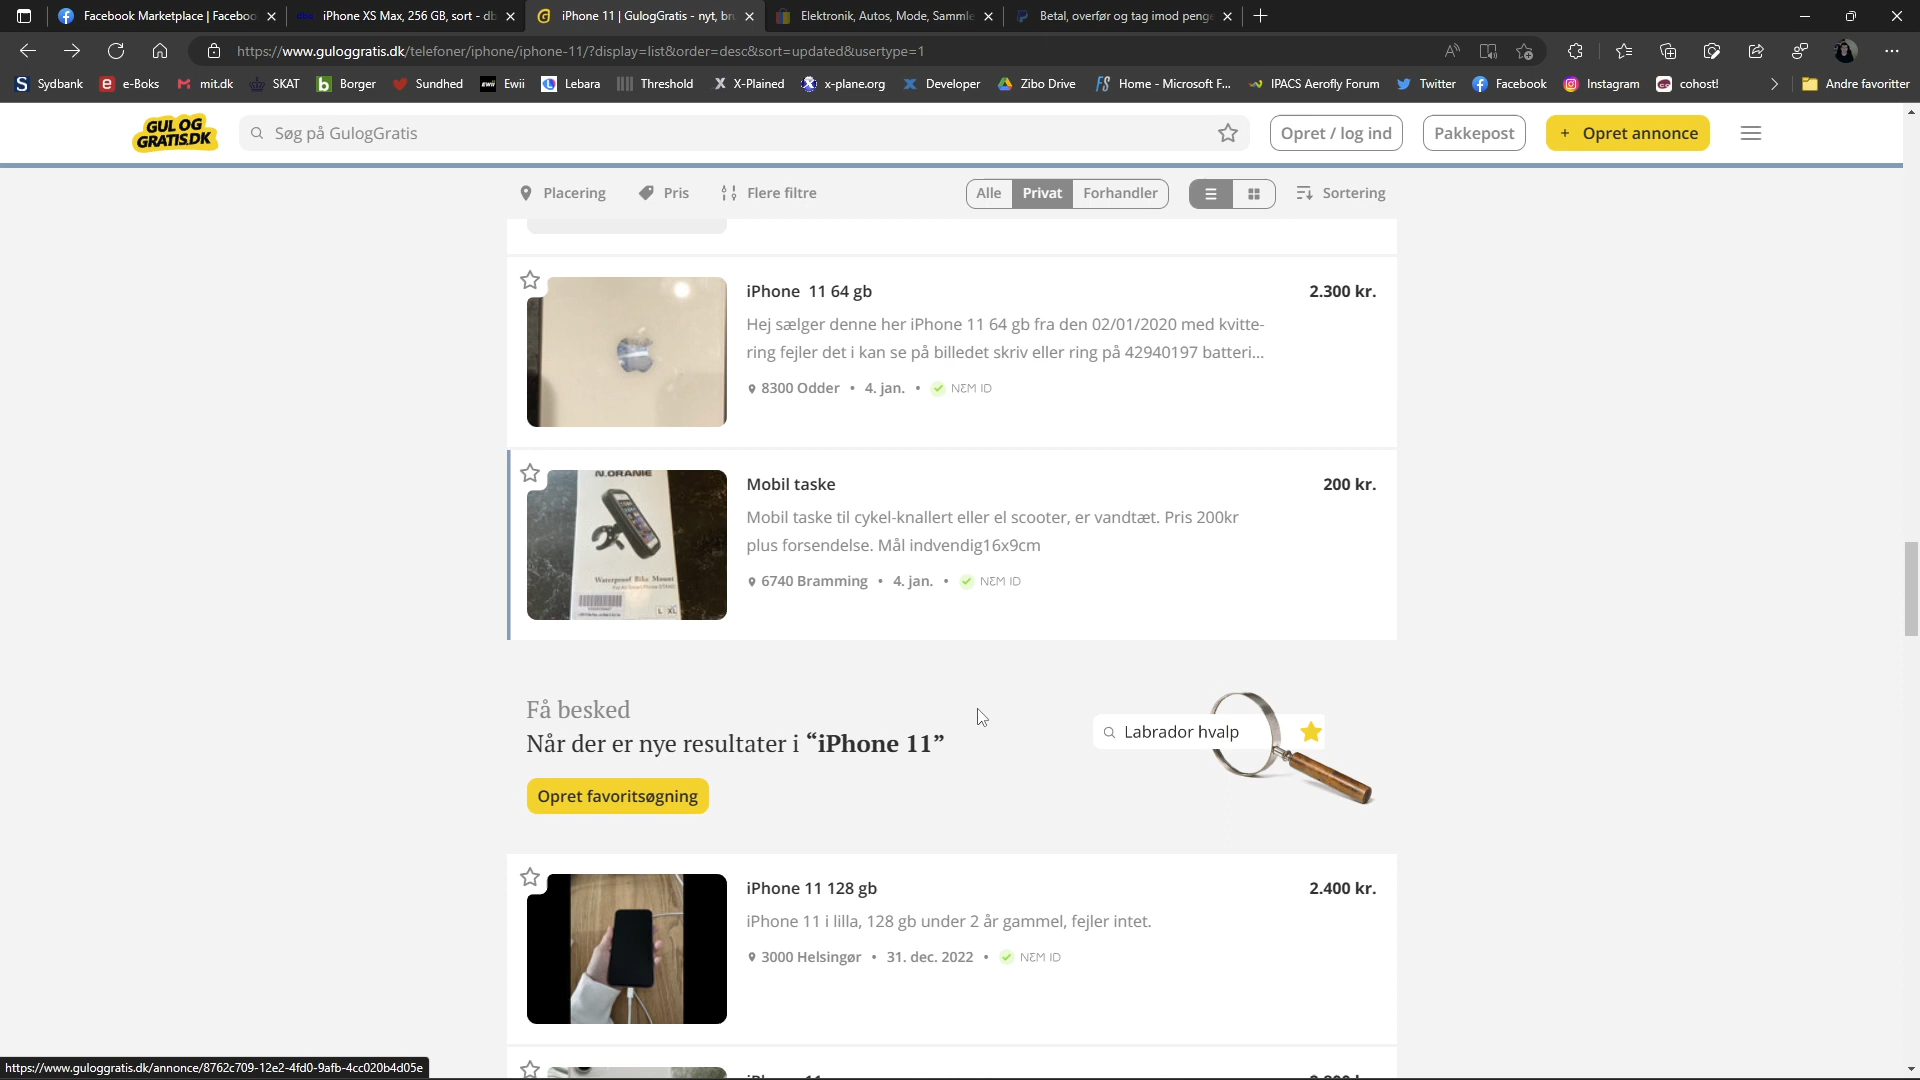 Facebook Marketplace | Faceboo
iPhone XS Max, 256 GB, sort - db
iPhone 11 | GulogGratis - nyt, br
Elektronik, Autos, Mode, Sammle
Betal, overfør og tag imod penge
https://www.guloggratis.dk/telefoner/iphone/iphone-11/?display=list&order=desc&sort=updated&usertype=1
Sydbank
e-Boks
mit.dk
SKAT
Borger
Sundhed
Ewii
Lebara
Threshold
X-Plained
x-plane.org
Developer
Zibo Drive
Home - Microsoft F...
IPACS Aerofly Forum
Twitter
Facebook
Instagram
cohost!
Andre favoritter
GUL OG
GRATIS.DK
Søg på GulogGratis
Opret / log ind
Pakkepost
+ Opret annonce
Placering
Pris
Flere filtre
Alle
Privat
Forhandler
Sortering
iPhone 11 64 gb
2.300 kr.
Hej sælger denne her iPhone 11 64 gb fra den 02/01/2020 med kvitte-
ring fejler det i kan se på billedet skriv eller ring på 42940197 batteri...
8300 Odder • 4. jan. • NEM ID
N.ORANIE
Waterproof Bike Mount
L XL
Mobil taske
200 kr.
Mobil taske til cykel-knallert eller el scooter, er vandtæt. Pris 200kr
plus forsendelse. Mål indvendig16x9cm
6740 Bramming • 4. jan. • NEM ID
Få besked
Når der er nye resultater i “iPhone 11”
Opret favoritsøgning
Labrador hvalp
iPhone 11 128 gb
2.400 kr.
iPhone 11 i lilla, 128 gb under 2 år gammel, fejler intet.
3000 Helsingør • 31. dec. 2022 • NEM ID
https://www.guloggratis.dk/annonce/8762c709-12e2-4fd0-9afb-4cc020b4d05e